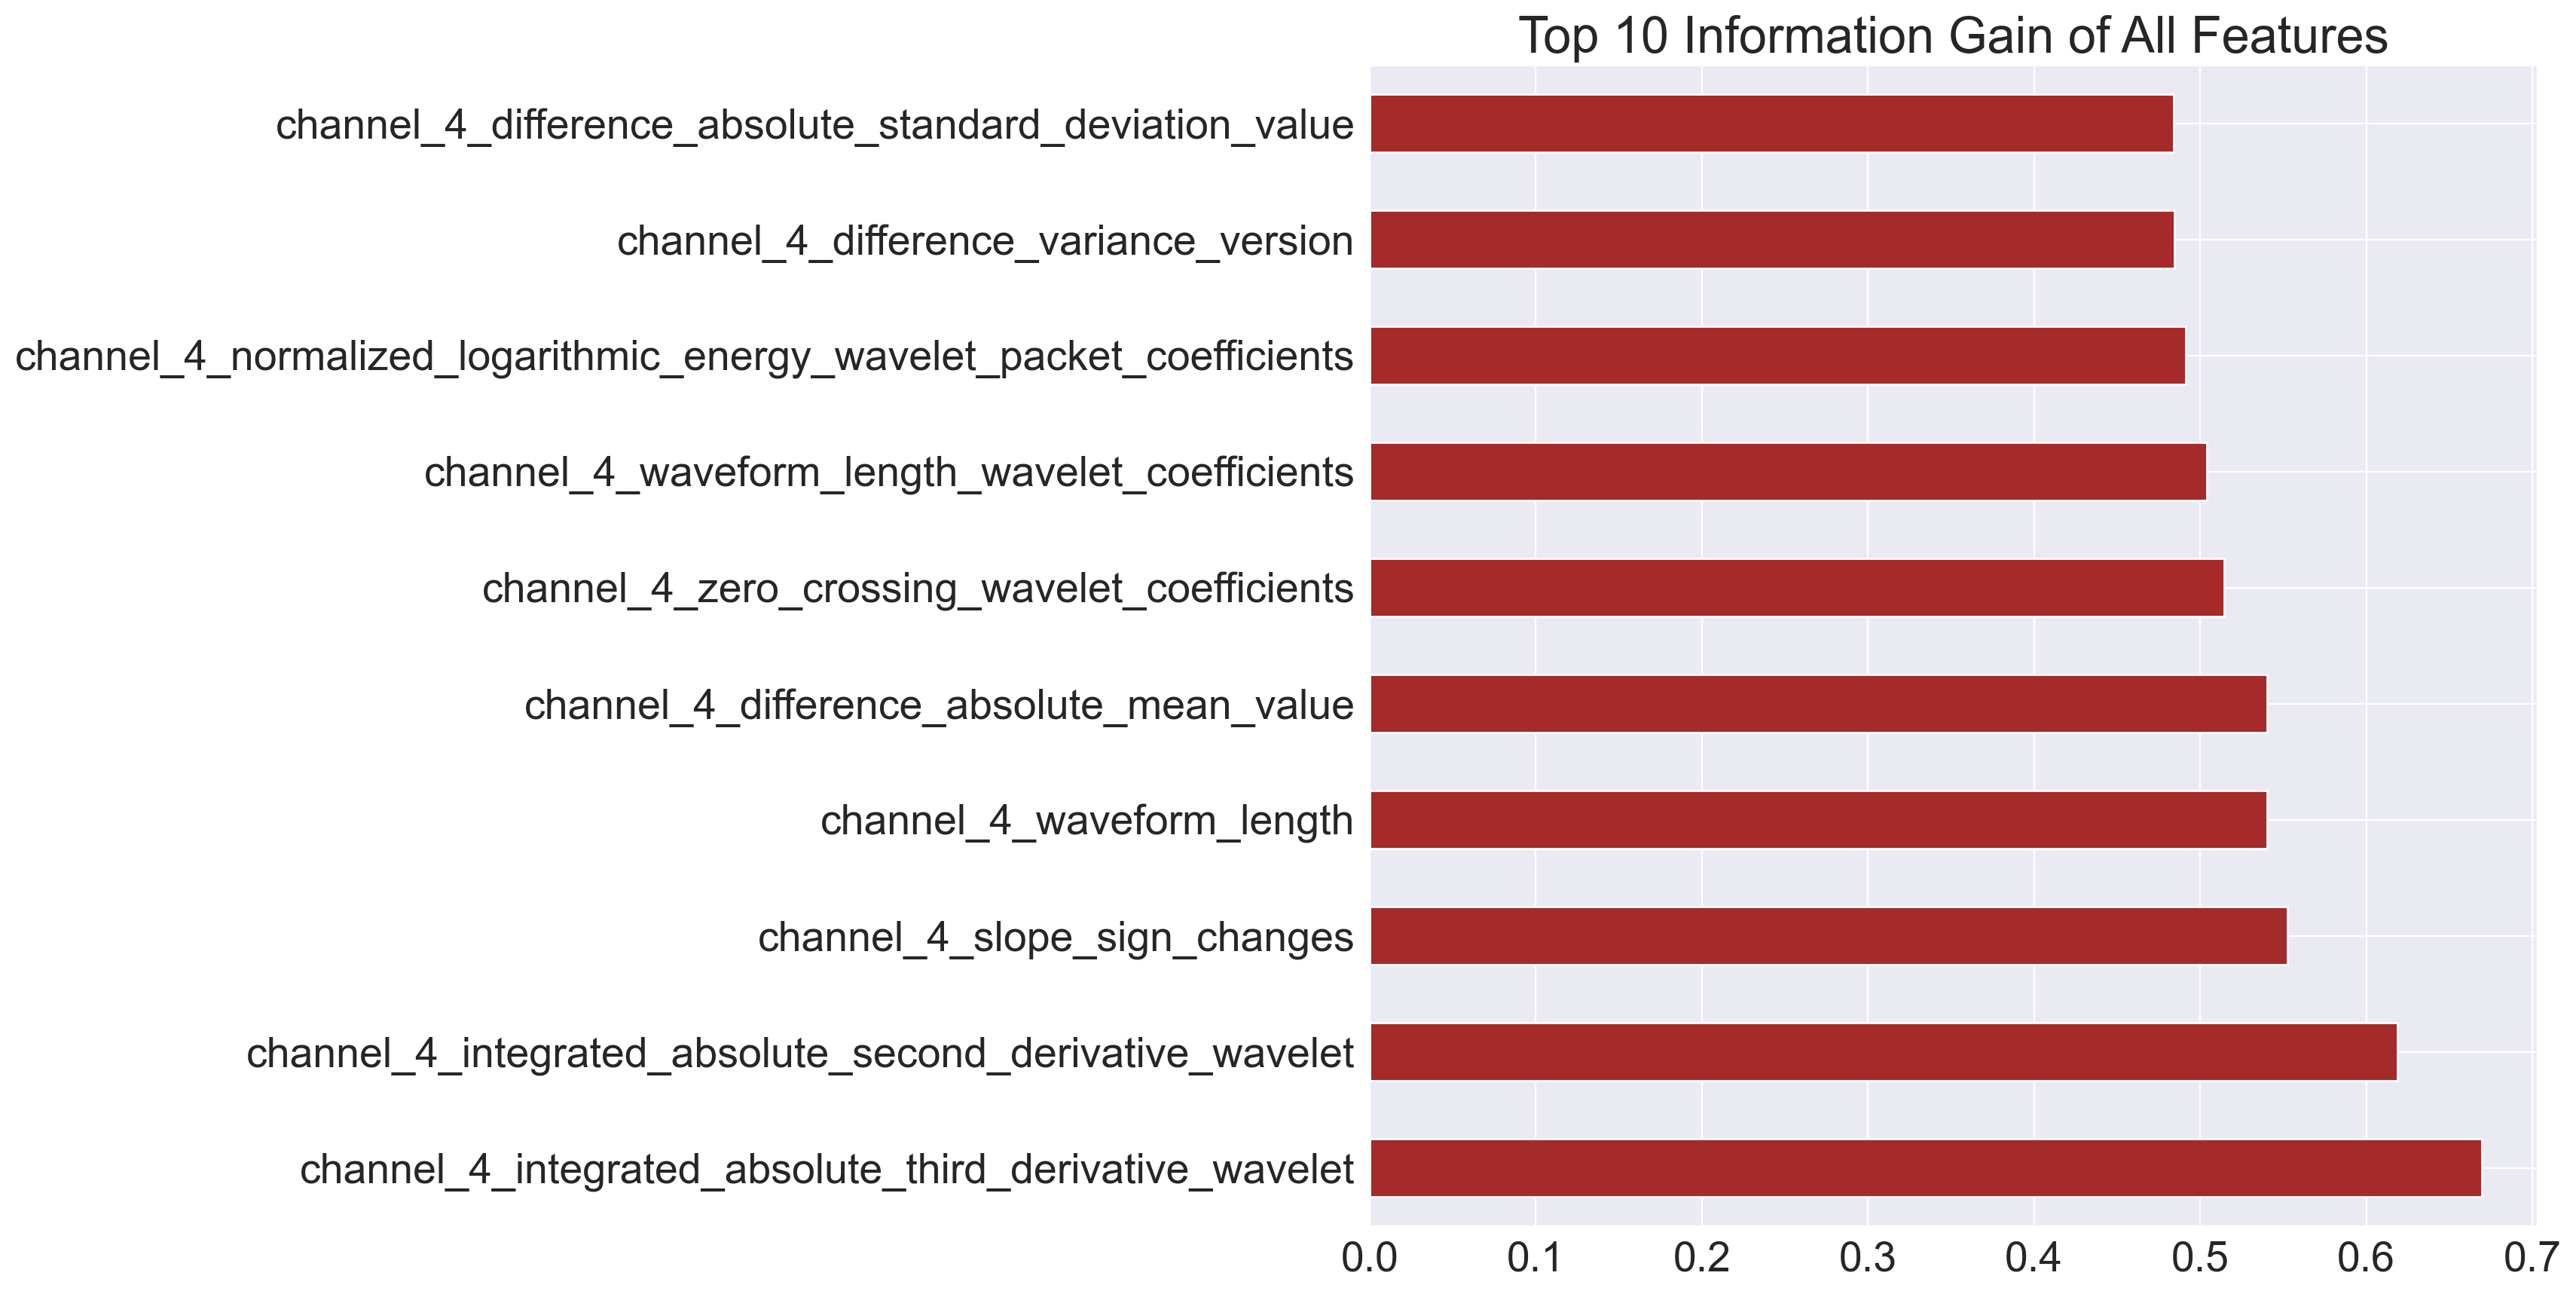 Top 10 Information Gain of All Features
channel_4_difference_absolute_standard_deviation_value
channel_4_difference_variance_version
channel_4_normalized_logarithmic_energy_wavelet_packet_coefficients
channel_4_waveform_length_wavelet_coefficients
channel_4_zero_crossing_wavelet_coefficients
channel_4_difference_absolute_mean_value
channel_4_waveform_length
channel_4_slope_sign_changes
channel_4_integrated_absolute_second_derivative_wavelet
channel_4_integrated_absolute_third_derivative_wavelet
0.0 0.1 0.2 0.3 0.4 0.5 0.6 0.7